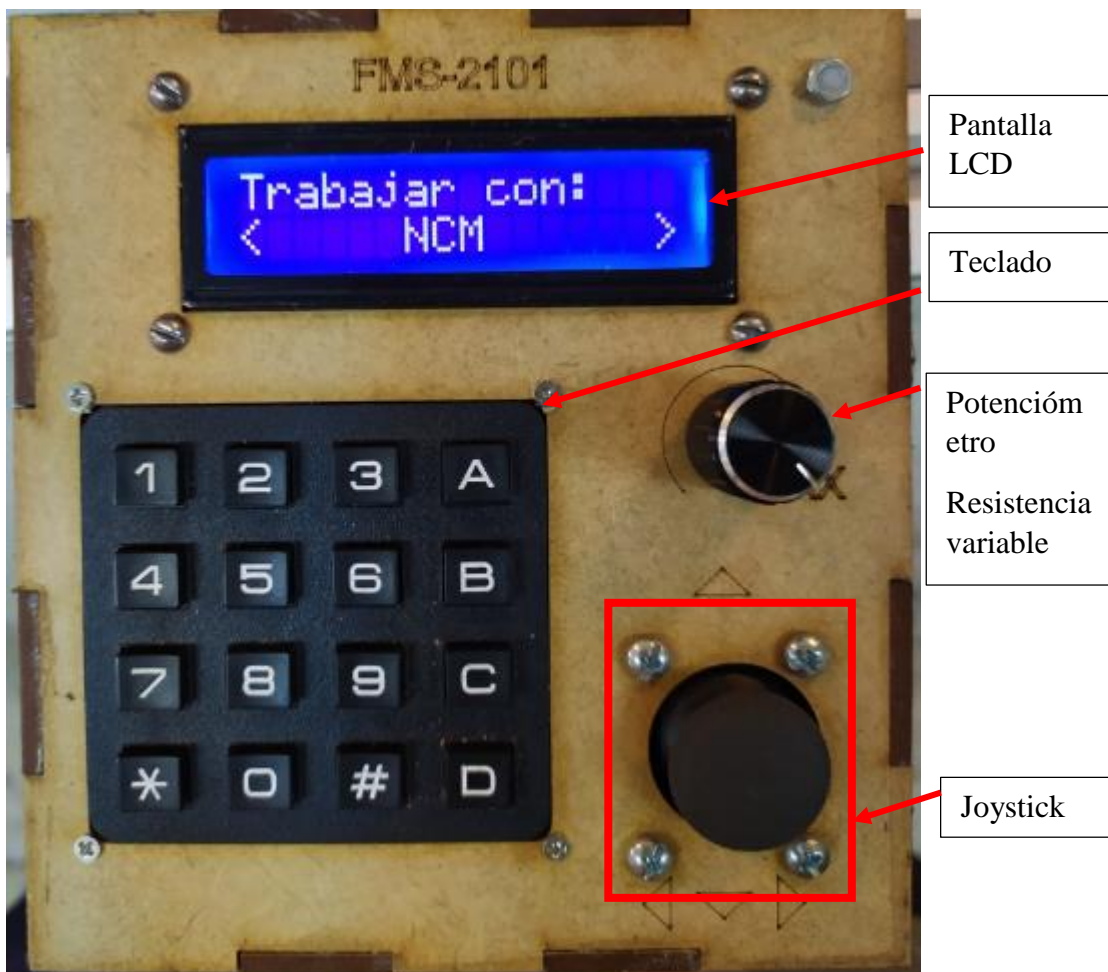 FMS-2101
Trabajar con:
< NCM >
1 2 3 A
4 5 6 B
7 8 9 C
* 0 # D
Pantalla
LCD
Teclado
Potencióm
etro
Resistencia
variable
Joystick